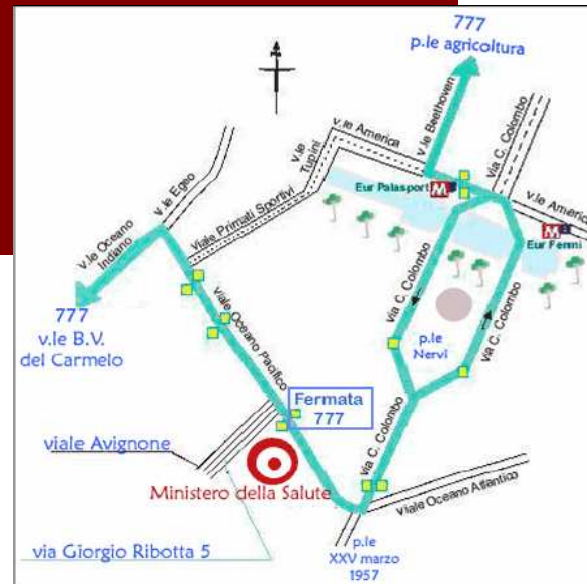 777
p.le agricoltura
v.le Beethoven
via C. Colombo
v.le America
v.le Tupini
v.le America
M
Eur Palasport
M
Eur Fermi
Viale Primati Sportivi
v.le Egeo
v.le Oceano
Indiano
777
v.le B.V.
del Carmelo
viale Oceano Pacifico
via C. Colombo
via C. Colombo
p.le
Nervi
Fermata
777
via C. Colombo
viale Avignone
Ministero della Salute
viale Oceano Atlantico
via Giorgio Ribotta 5
p.le
XXV marzo
1957